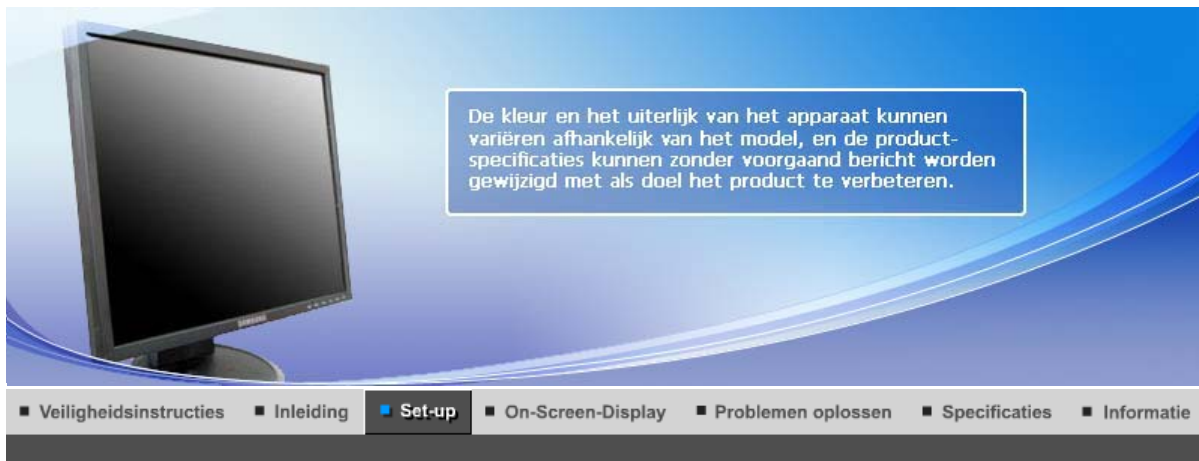 De kleur en het uiterlijk van het apparaat kunnen
variëren afhankelijk van het model, en de product-
specificaties kunnen zonder voorgaand bericht worden
gewijzigd met als doel het product te verbeteren.
SAMSUNG
Veiligheidsinstructies Inleiding Set-up On-Screen-Display Problemen oplossen Specificaties Informatie